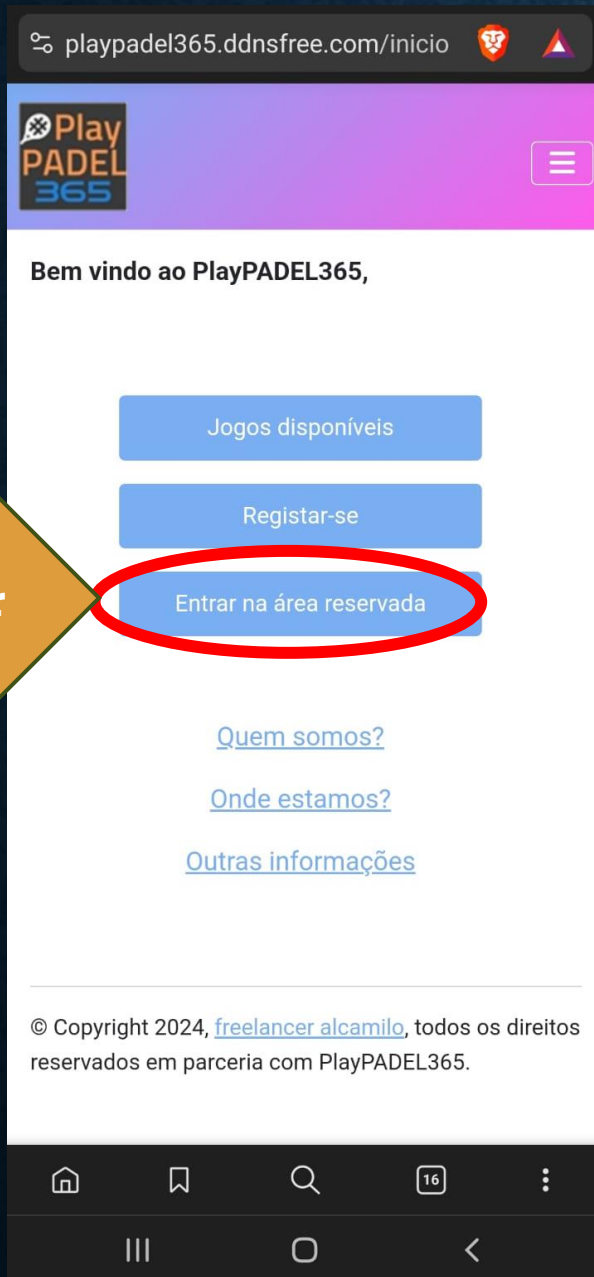 playpadel365.ddnsfree.com/inicio
Play
PADEL
365
Bem vindo ao PlayPADEL365,
Jogos disponíveis
Registar-se
Entrar na área reservada
Quem somos?
Onde estamos?
Outras informações
© Copyright 2024, freelancer alcamilo, todos os direitos
reservados em parceria com PlayPADEL365.
16